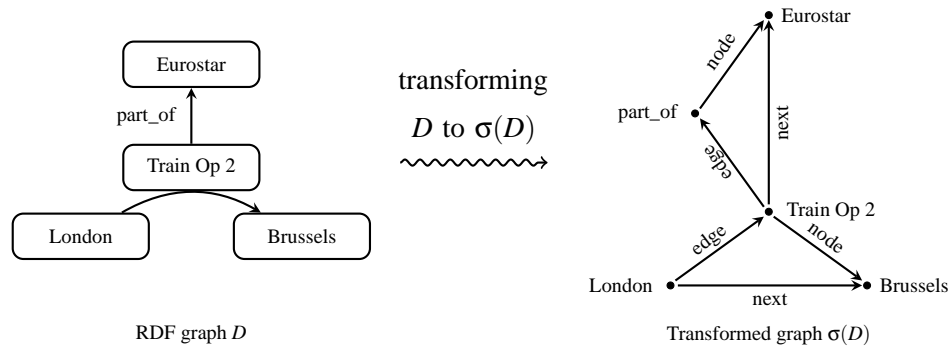 Eurostar
part_of
Train Op 2
London
Brussels
RDF graph D
transforming
D to σ(D)
Eurostar
node
part_of
next
edge
Train Op 2
edge
node
London
Brussels
next
Transformed graph σ(D)